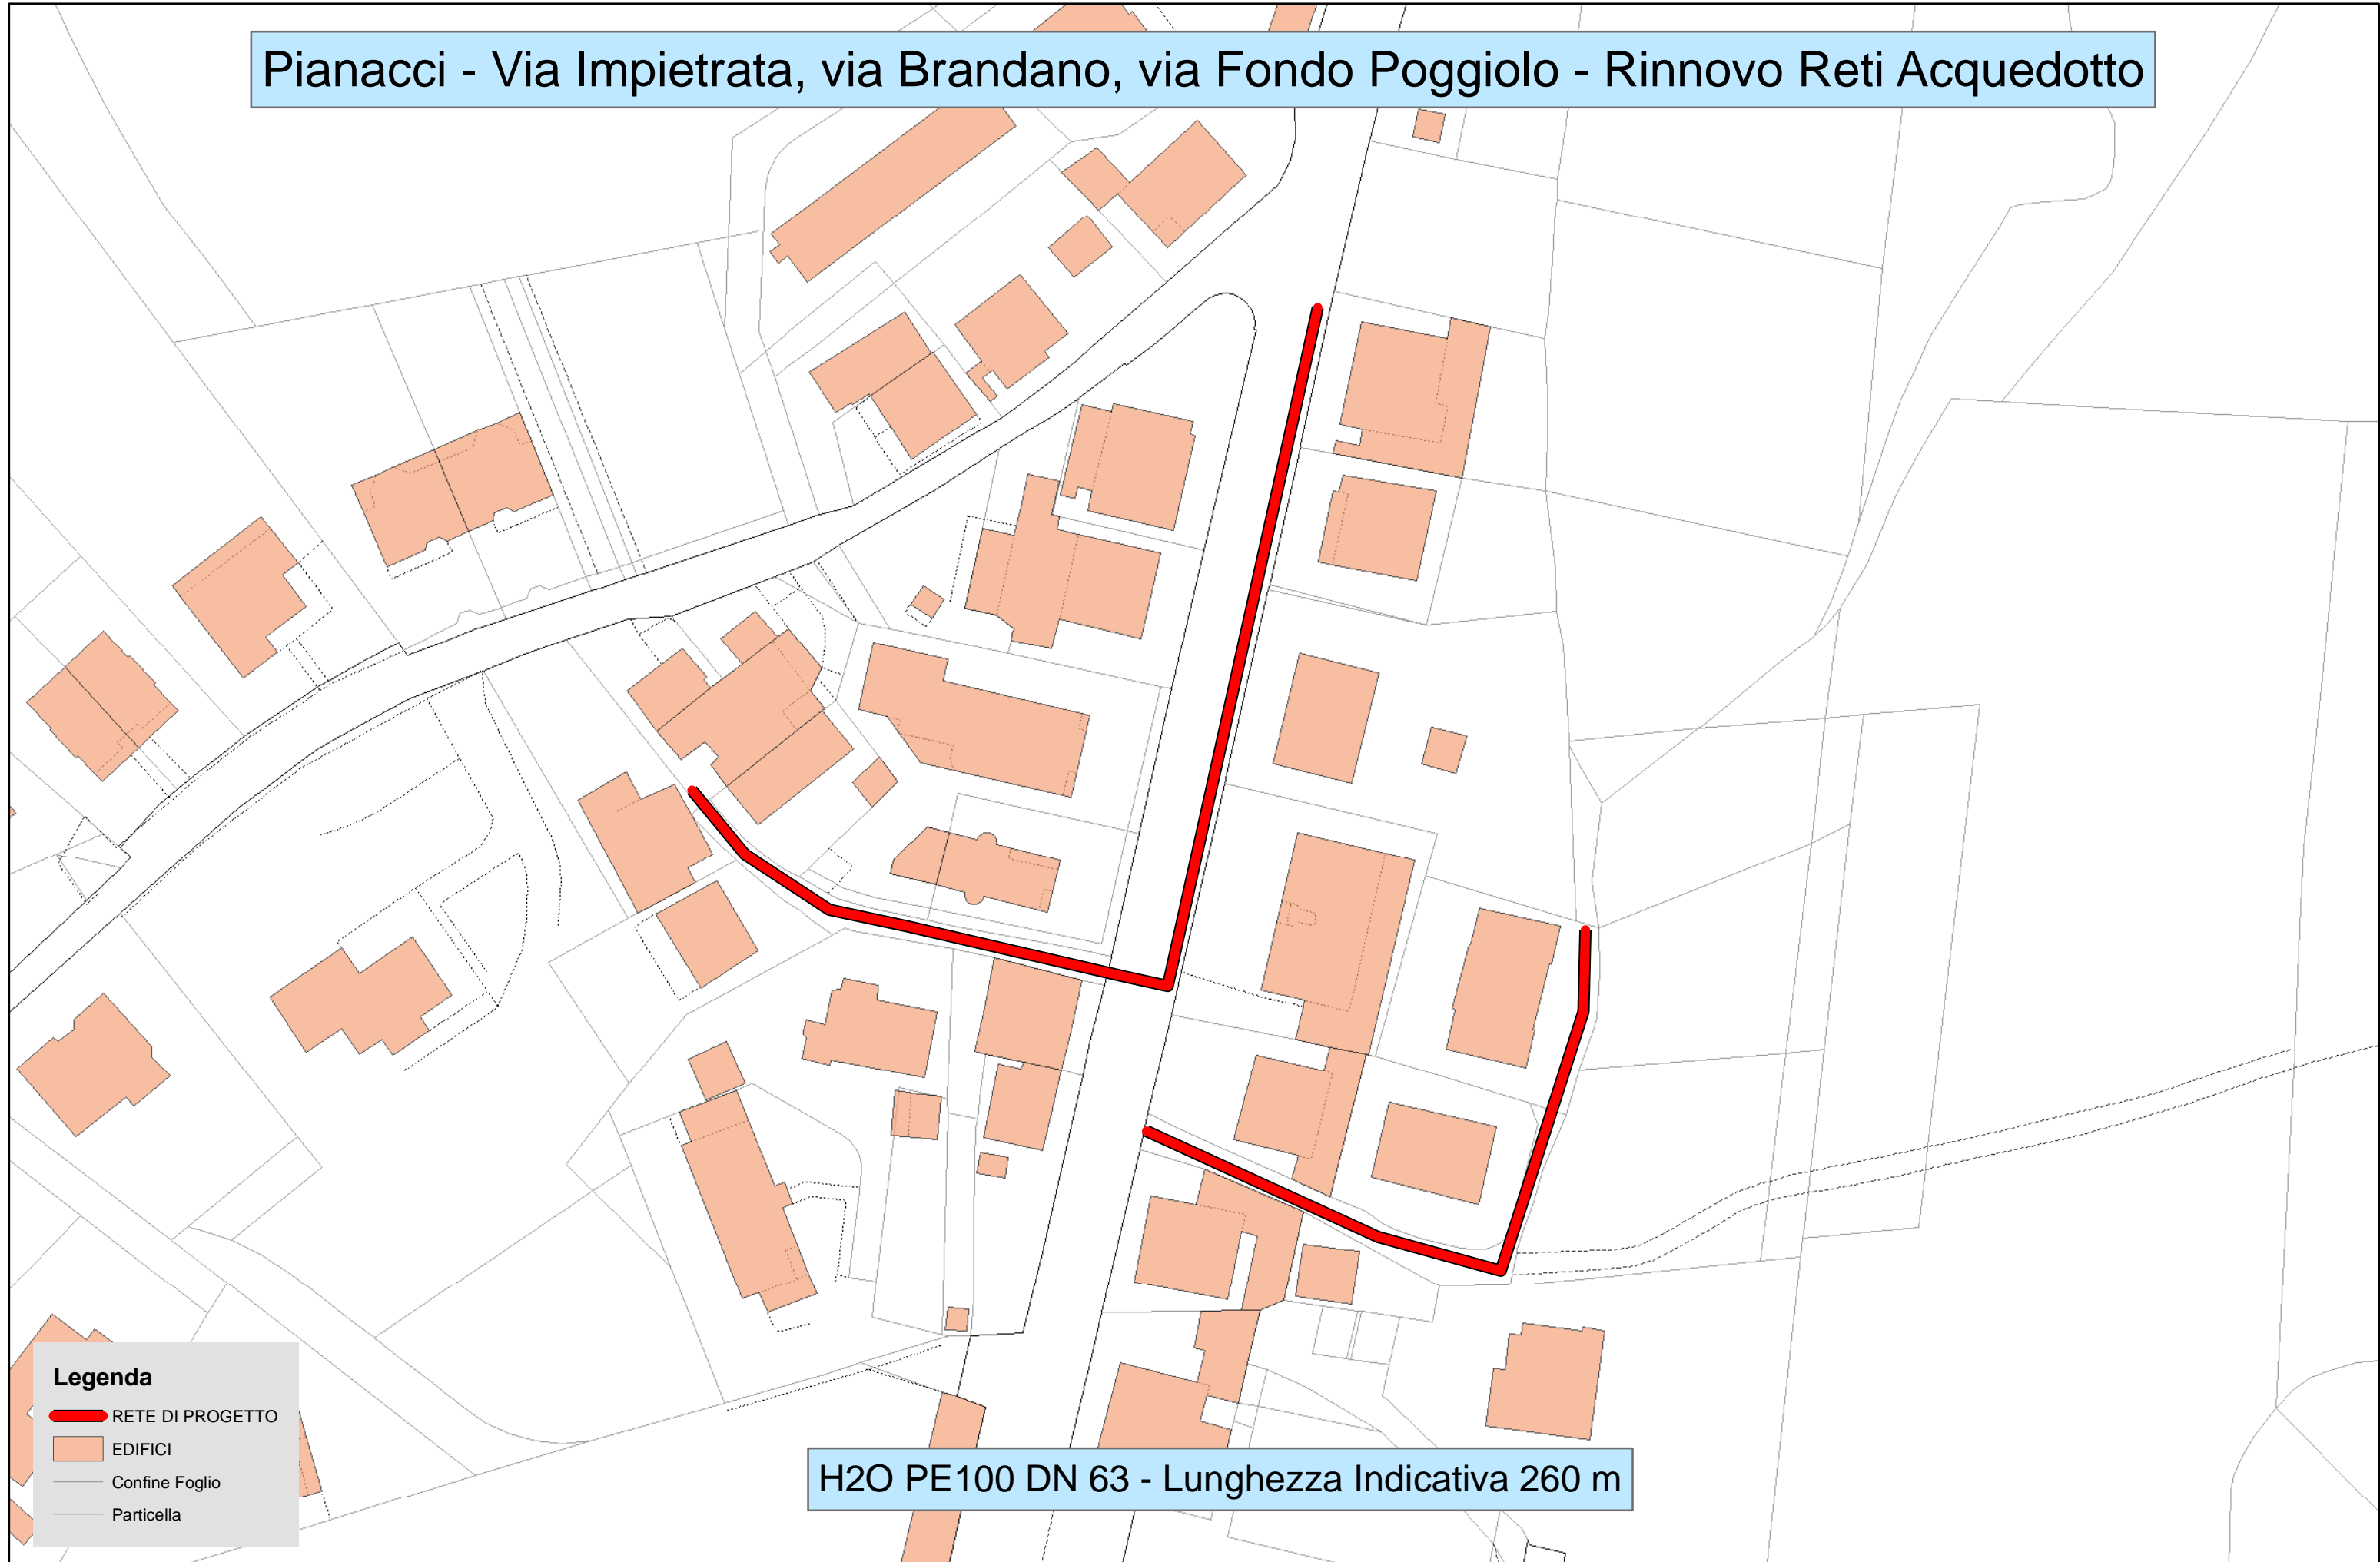 Pianacci - Via Impietrata, via Brandano, via Fondo Poggiolo - Rinnovo Reti Acquedotto
Legenda
RETE DI PROGETTO
EDIFICI
Confine Foglio
Particella
H2O PE100 DN 63 - Lunghezza Indicativa 260 m